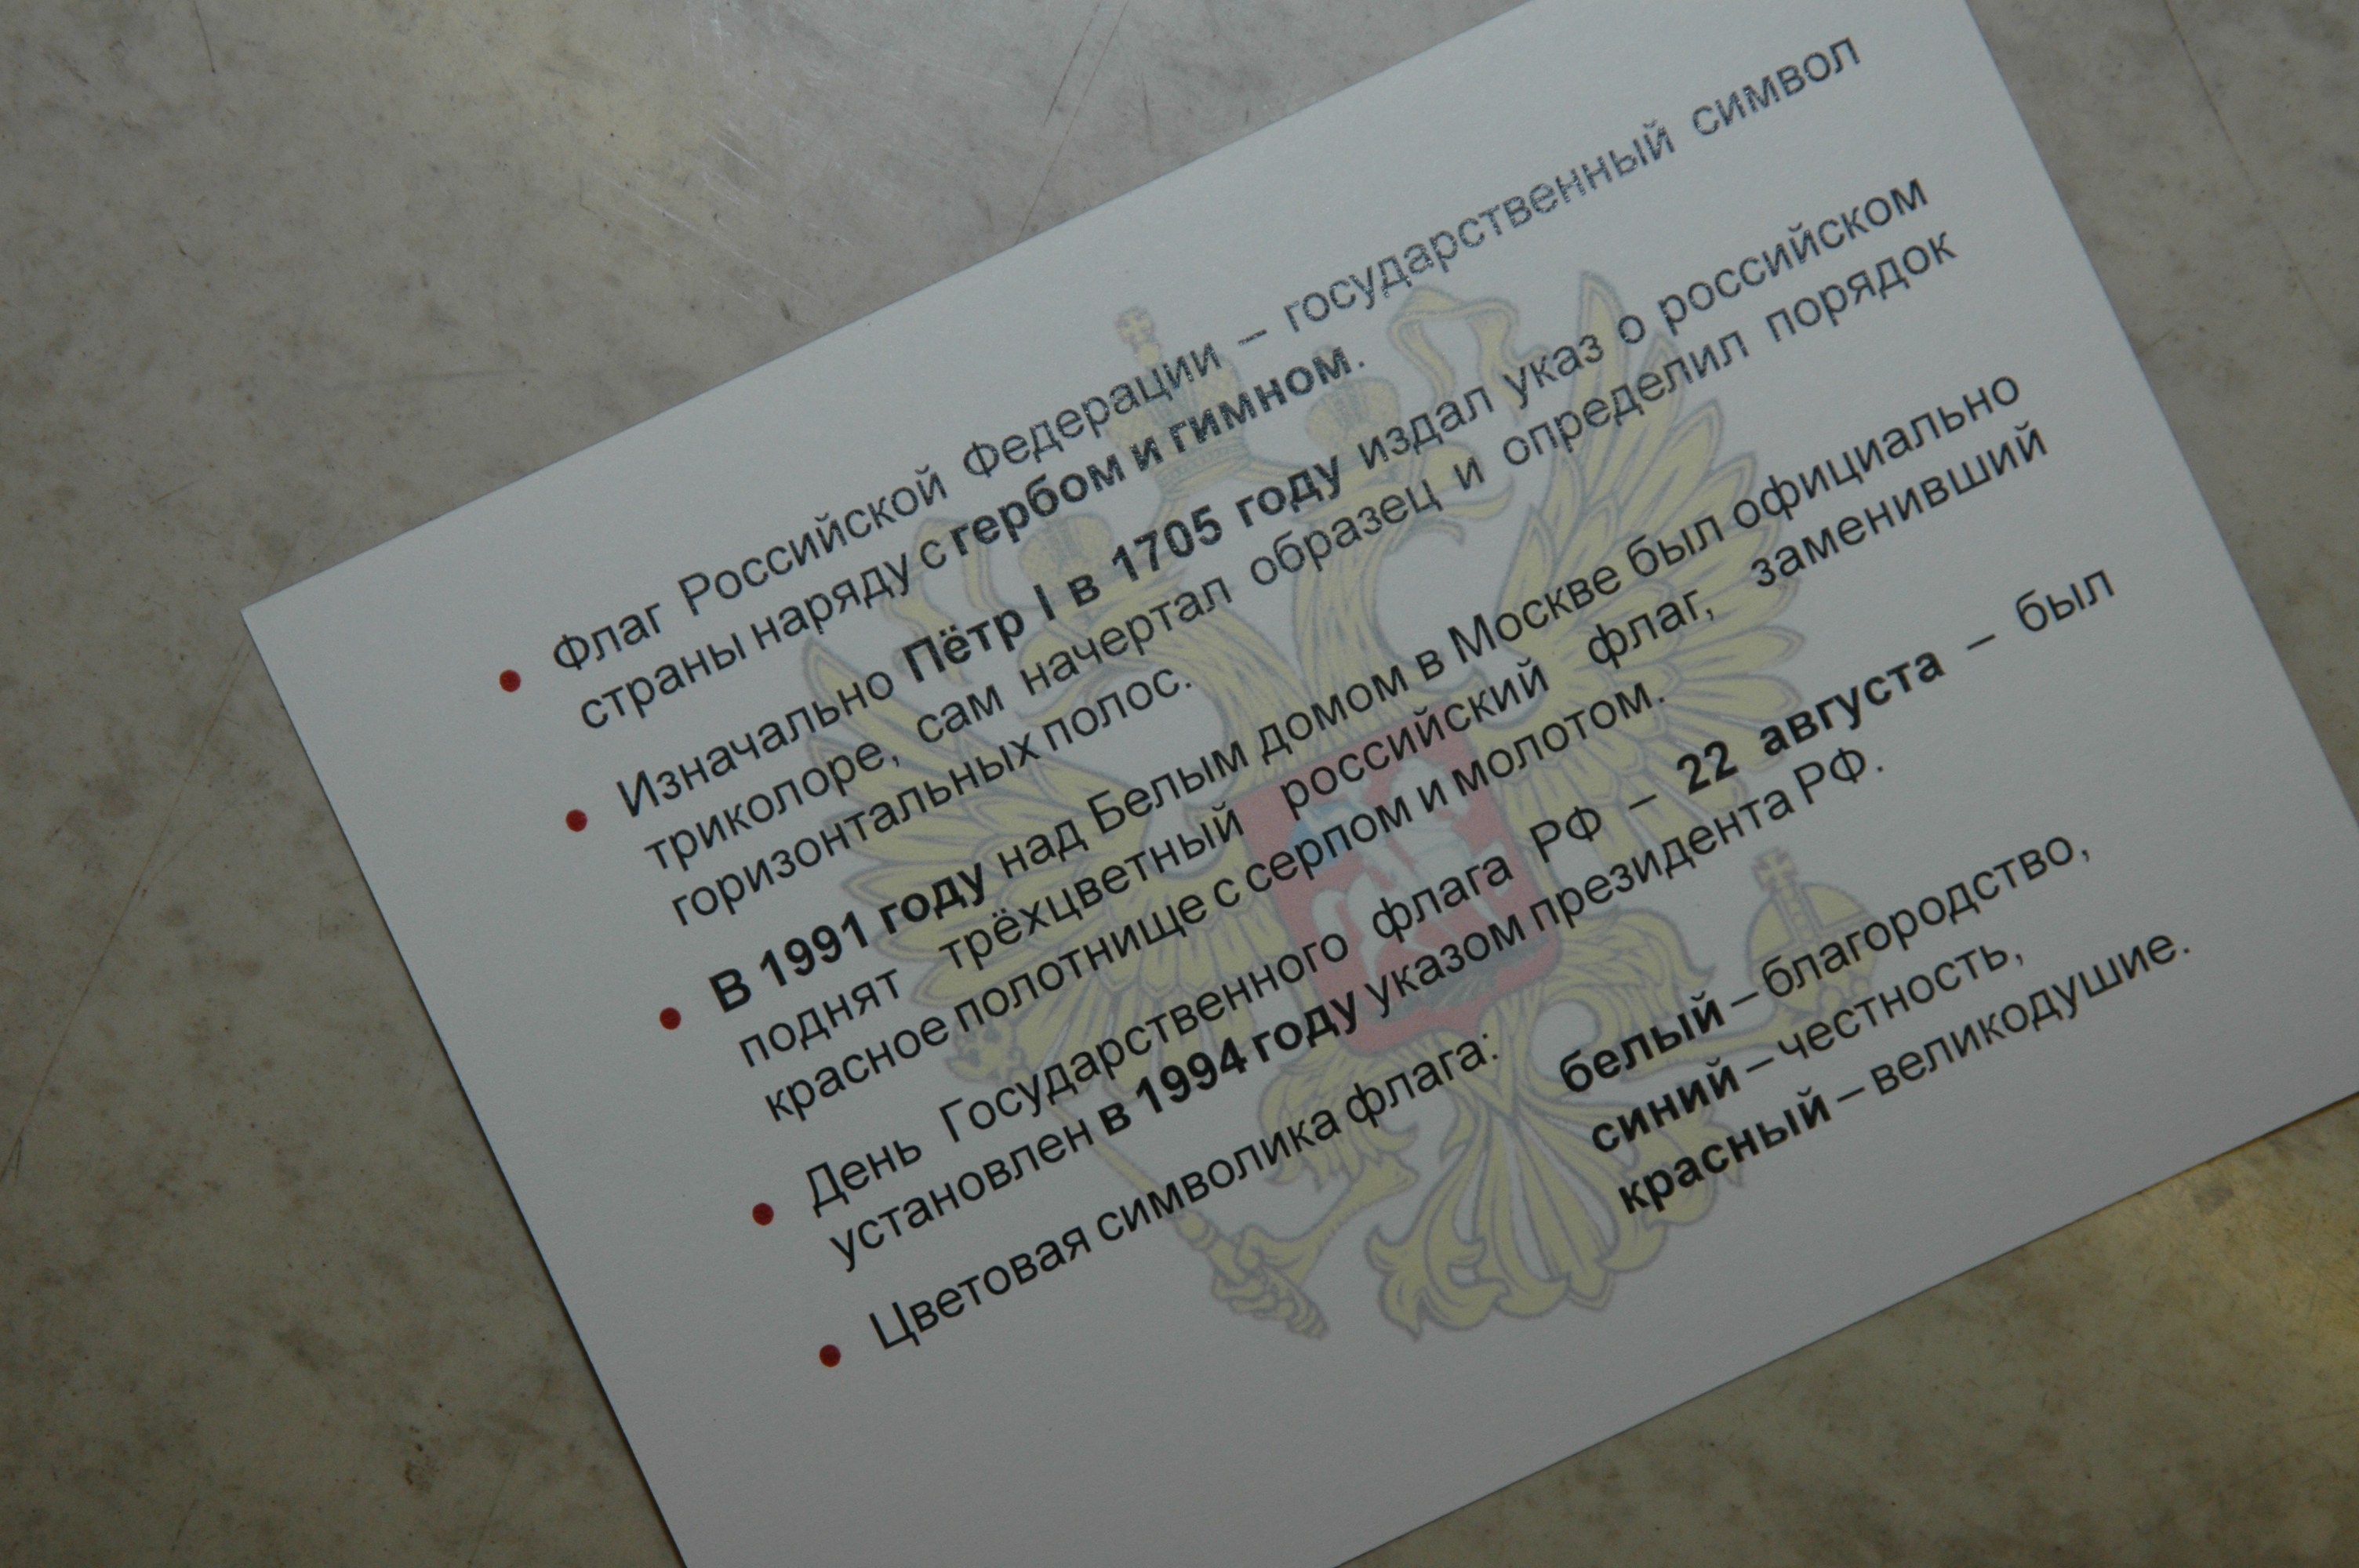 • Флаг Российской Федерации – государственный символ
страны наряду с гербом и гимном.
• Изначально Пётр I в 1705 году издал указ о российском
триколоре, сам начертал образец и определил порядок
горизонтальных полос.
• В 1991 году над Белым домом в Москве был официально
поднят трёхцветный российский флаг, заменивший
красное полотнище с серпом и молотом.
• День Государственного флага РФ – 22 августа – был
установлен в 1994 году указом президента РФ.
• Цветовая символика флага: белый – благородство,
синий – честность,
красный – великодушие.